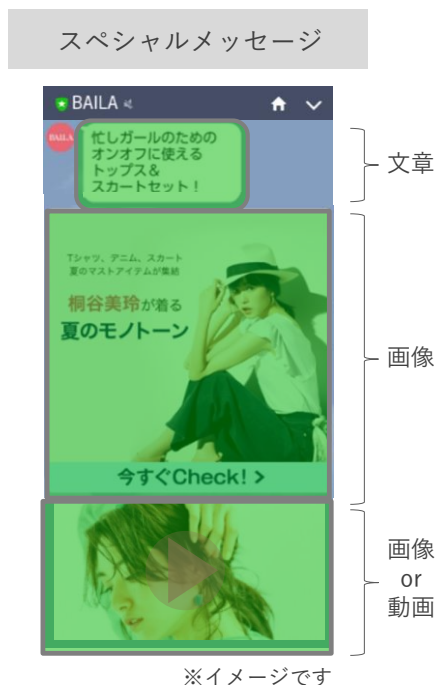 スペシャルメッセージ
BAILA
BAILA
忙しガールのための
オンオフに使える
トップス＆
スカートセット！
文章
Tシャツ、デニム、スカート
夏のマストアイテムが集結
桐谷美玲が着る
夏のモノトーン
画像
今すぐCheck! >
画像
or
動画
※イメージです